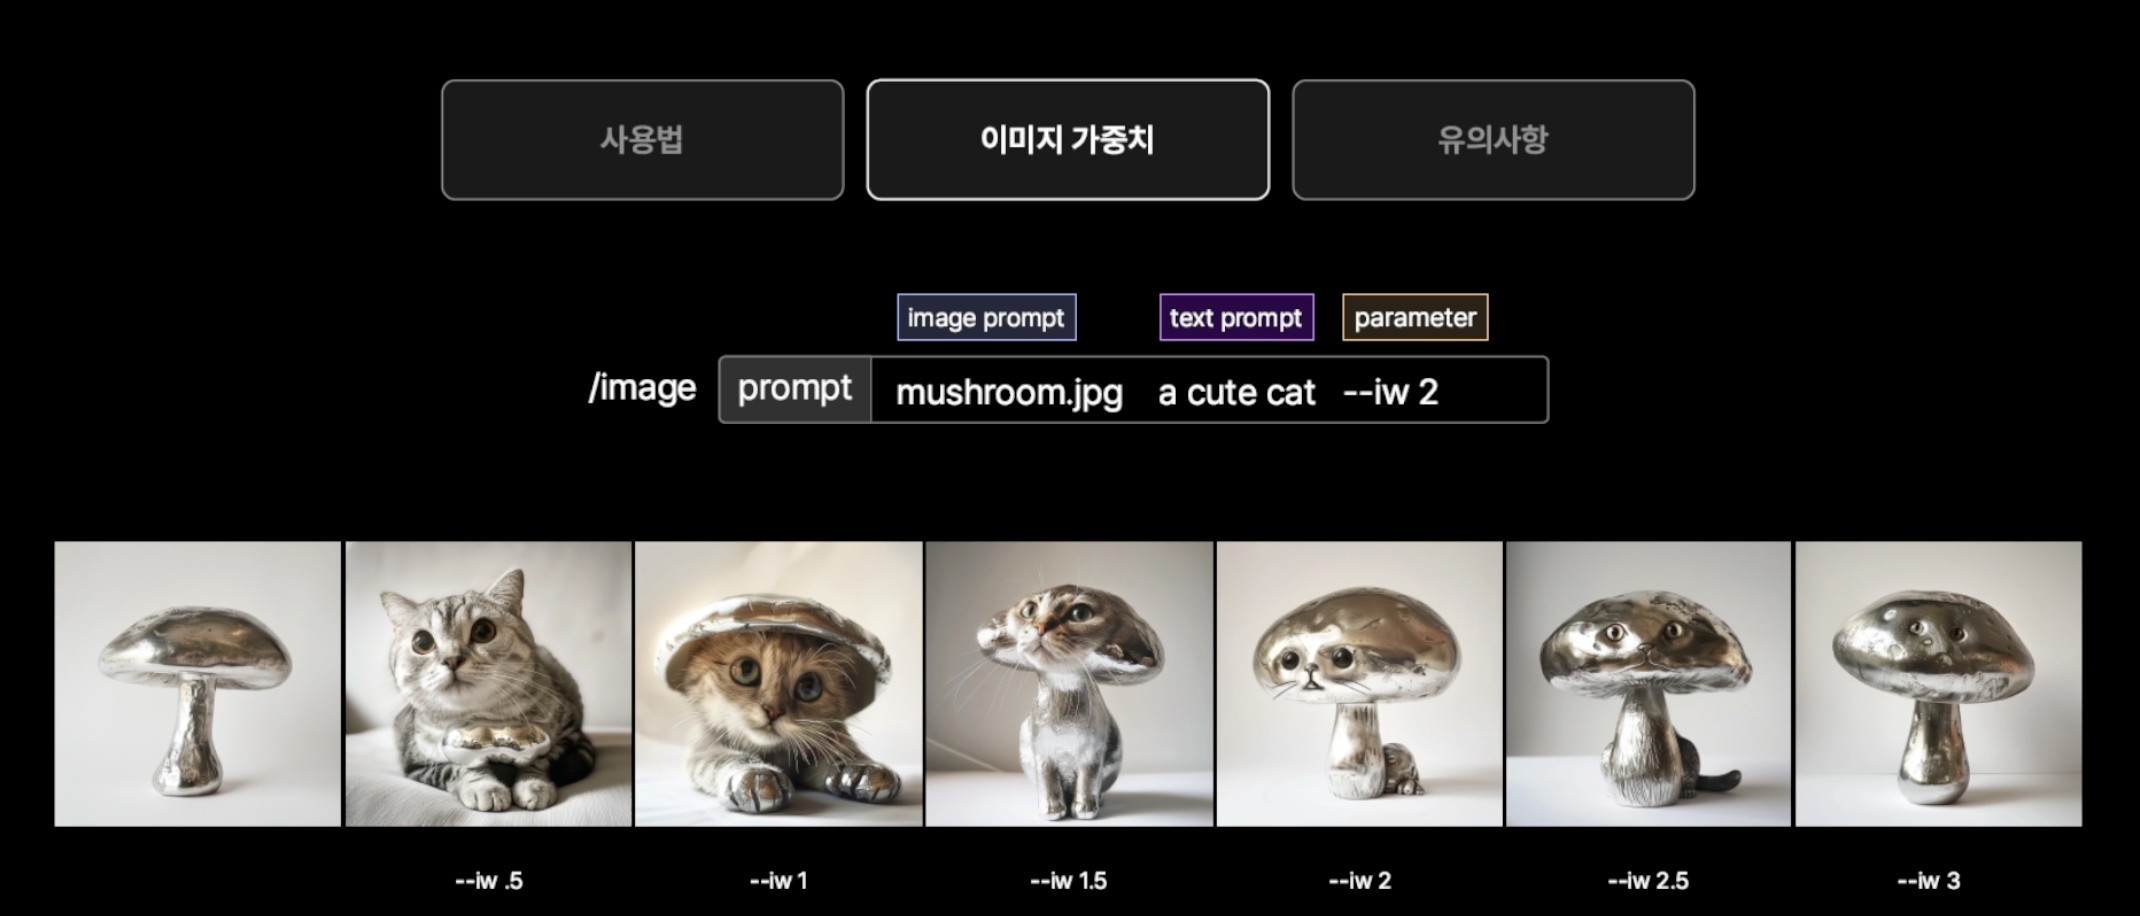 사용법
이미지 가중치
유의사항
image prompt
text prompt
parameter
/image prompt mushroom.jpg a cute cat --iw 2
--iw .5
--iw 1
--iw 1.5
--iw 2
--iw 2.5
--iw 3